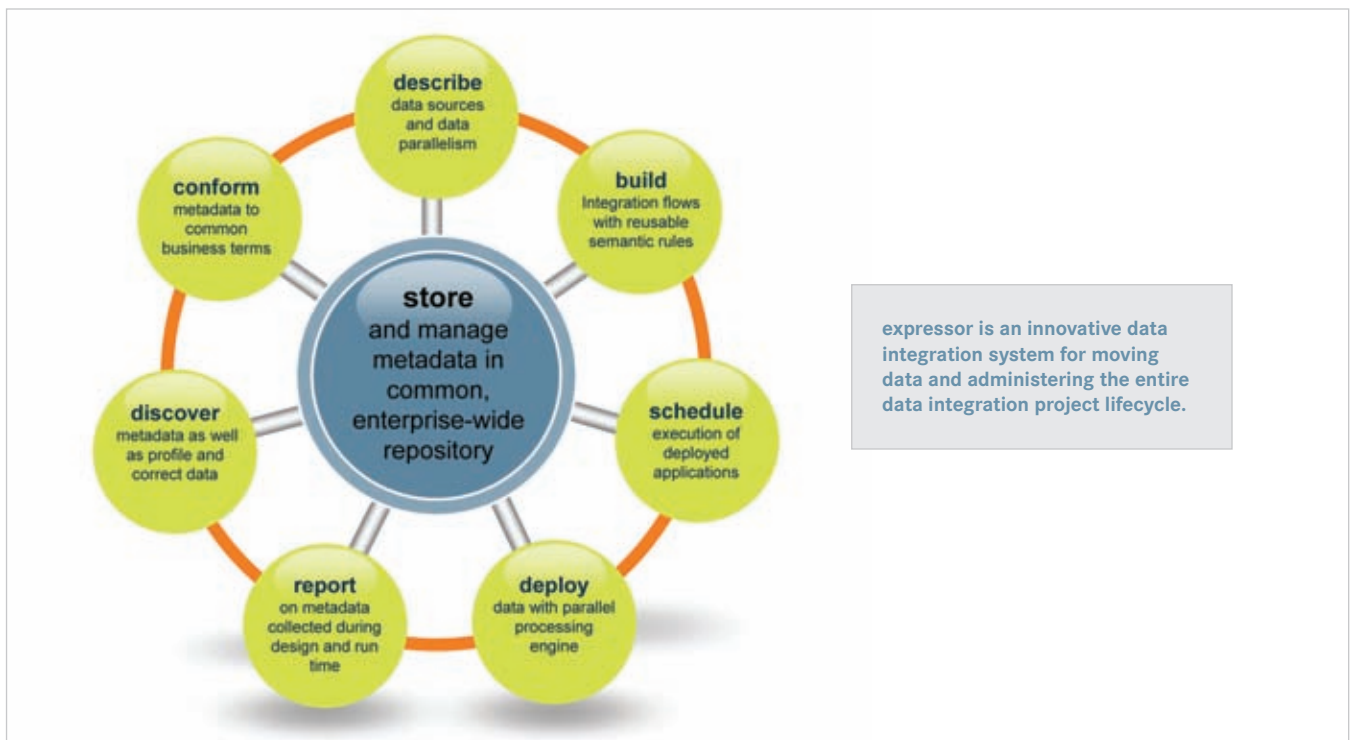 describe
data sources
and data
parallelism
build
Integration flows
with reusable
semantic rules
schedule
execution of
deployed
applications
deploy
data with parallel
processing
engine
report
on metadata
collected during
design and run
time
discover
metadata as well
as profile and
correct data
conform
metadata to
common
business terms
store
and manage
metadata in
common,
enterprise-wide
repository
expressor is an innovative data
integration system for moving
data and administering the entire
data integration project lifecycle.